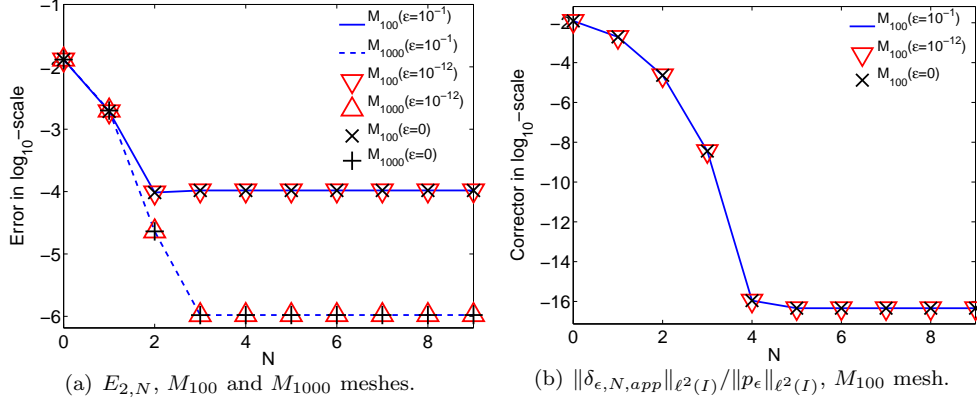 Error in log₁₀−scale
−1
−2
−3
−4
−5
−6
0 2 4 6 8
N
M₁₀₀(ε=10⁻¹)
M₁₀₀₀(ε=10⁻¹)
M₁₀₀(ε=10⁻¹²)
M₁₀₀₀(ε=10⁻¹²)
M₁₀₀(ε=0)
M₁₀₀₀(ε=0)
(a) E₂,N, M₁₀₀ and M₁₀₀₀ meshes.
Corrector in log₁₀−scale
−2
−4
−6
−8
−10
−12
−14
−16
0 2 4 6 8
N
M₁₀₀(ε=10⁻¹)
M₁₀₀(ε=10⁻¹²)
M₁₀₀(ε=0)
(b) ‖δϵ,N,app‖ℓ²(I)/‖pϵ‖ℓ²(I), M₁₀₀ mesh.